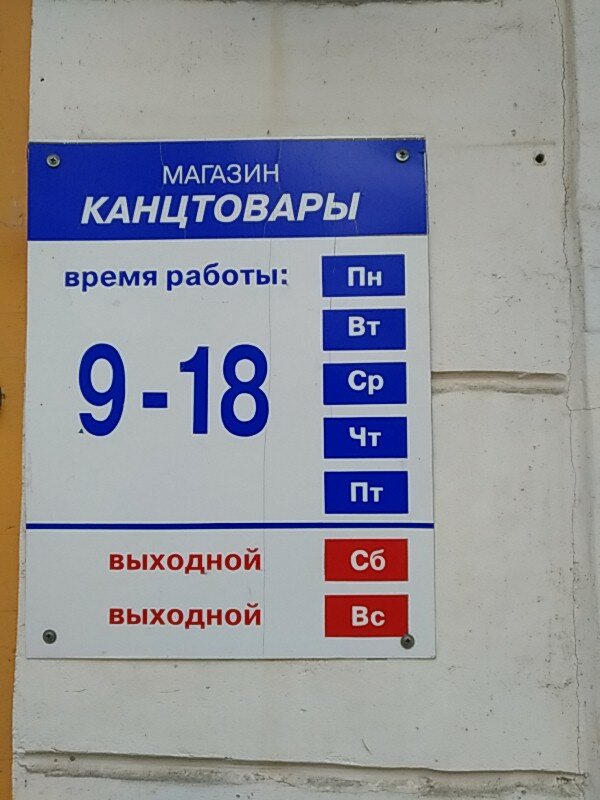 МАГАЗИН
КАНЦТОВАРЫ
время работы:
9-18
Пн
Вт
Ср
Чт
Пт
выходной Сб
выходной Вс